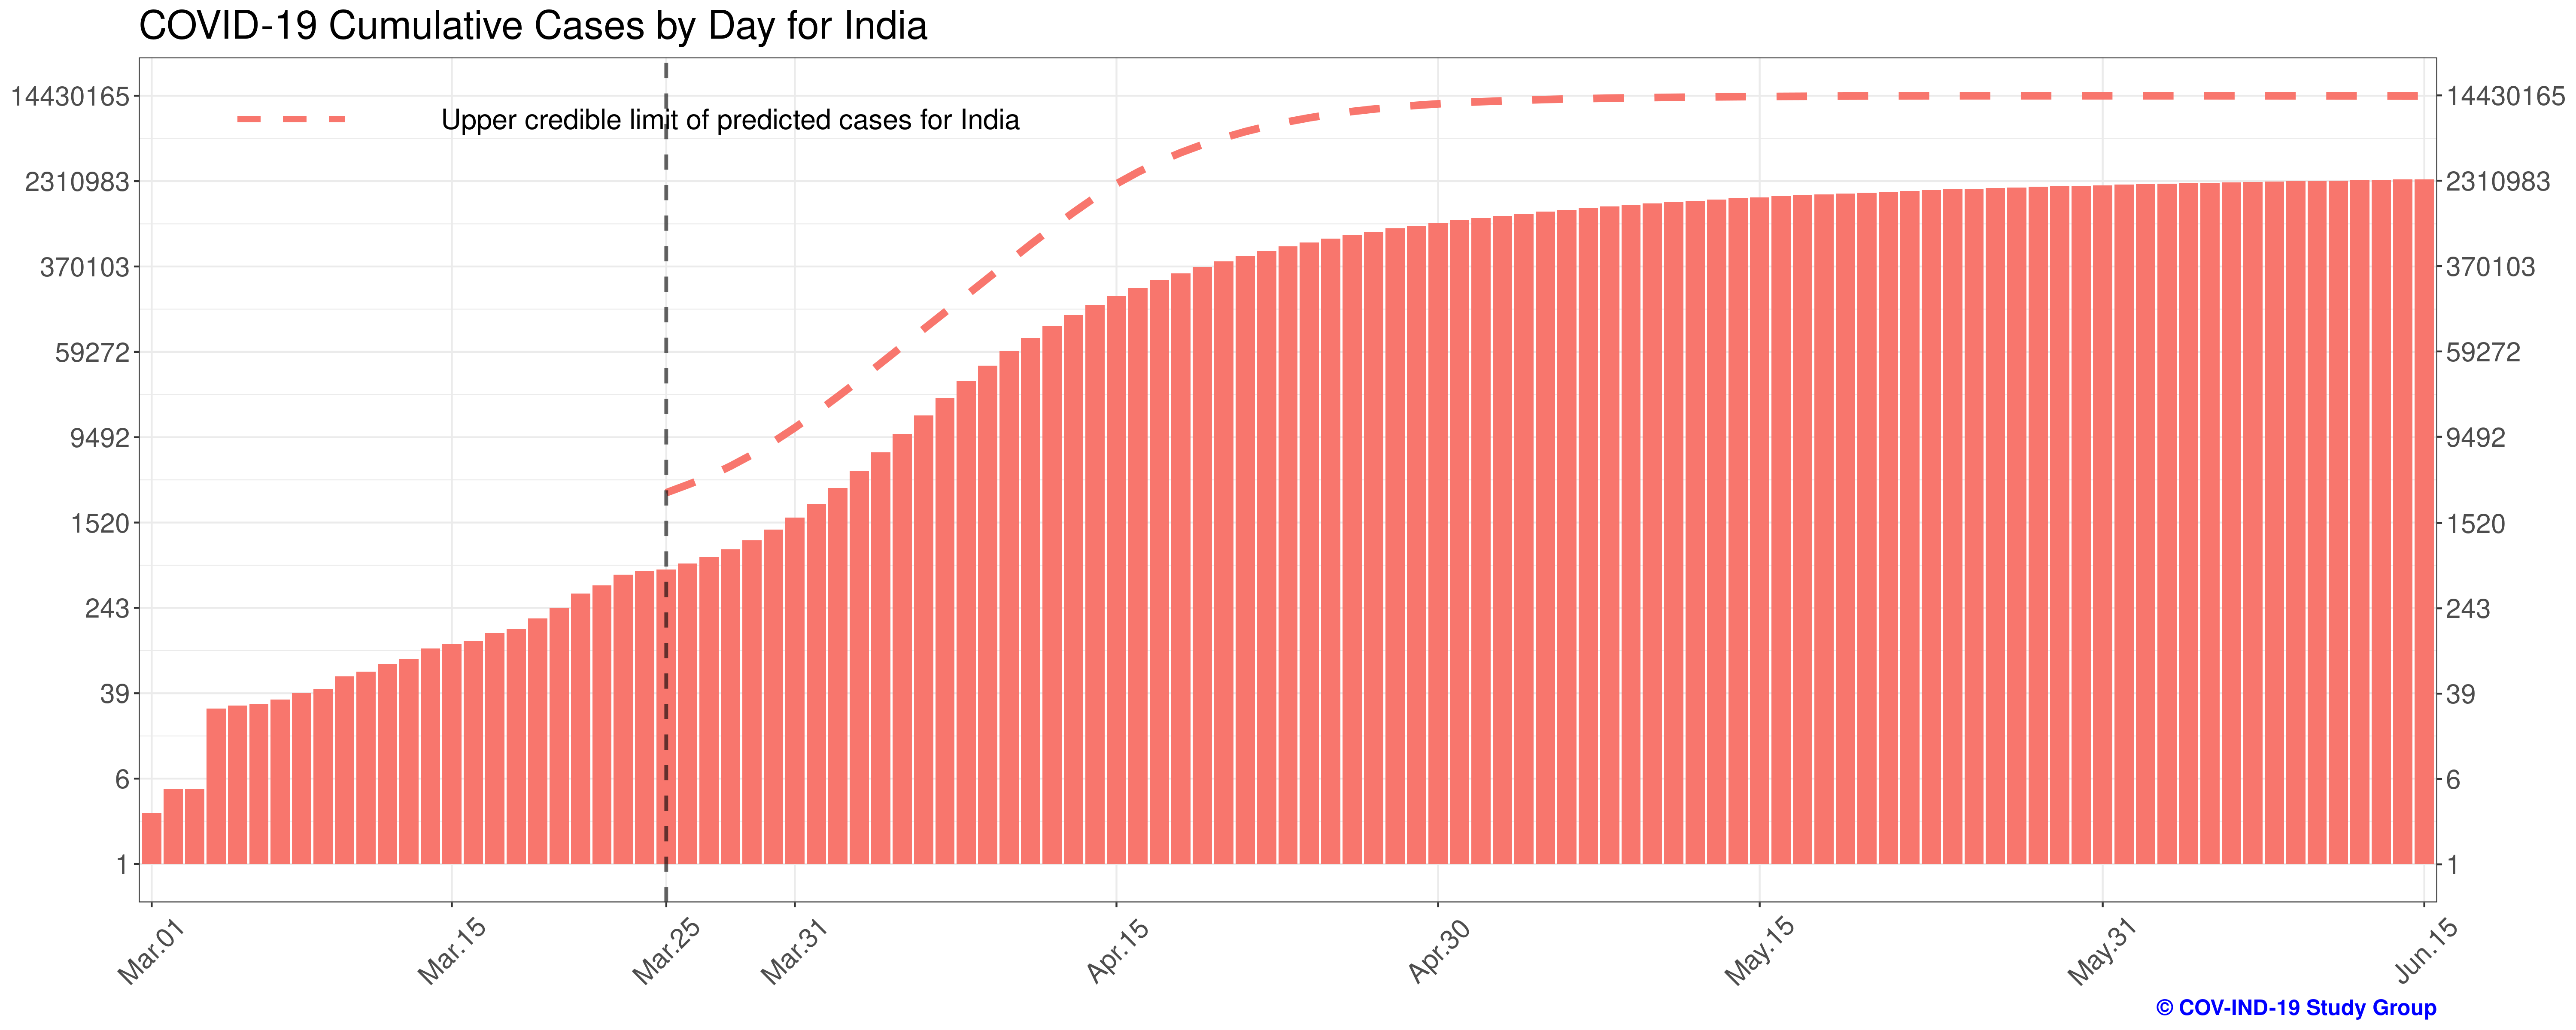 COVID-19 Cumulative Cases by Day for India
Upper credible limit of predicted cases for India
14430165
2310983
370103
59272
9492
1520
243
39
6
1
14430165
2310983
370103
59272
9492
1520
243
39
6
1
Mar.01
Mar.15
Mar.25
Mar.31
Apr.15
Apr.30
May.15
May.31
Jun.15
© COV-IND-19 Study Group